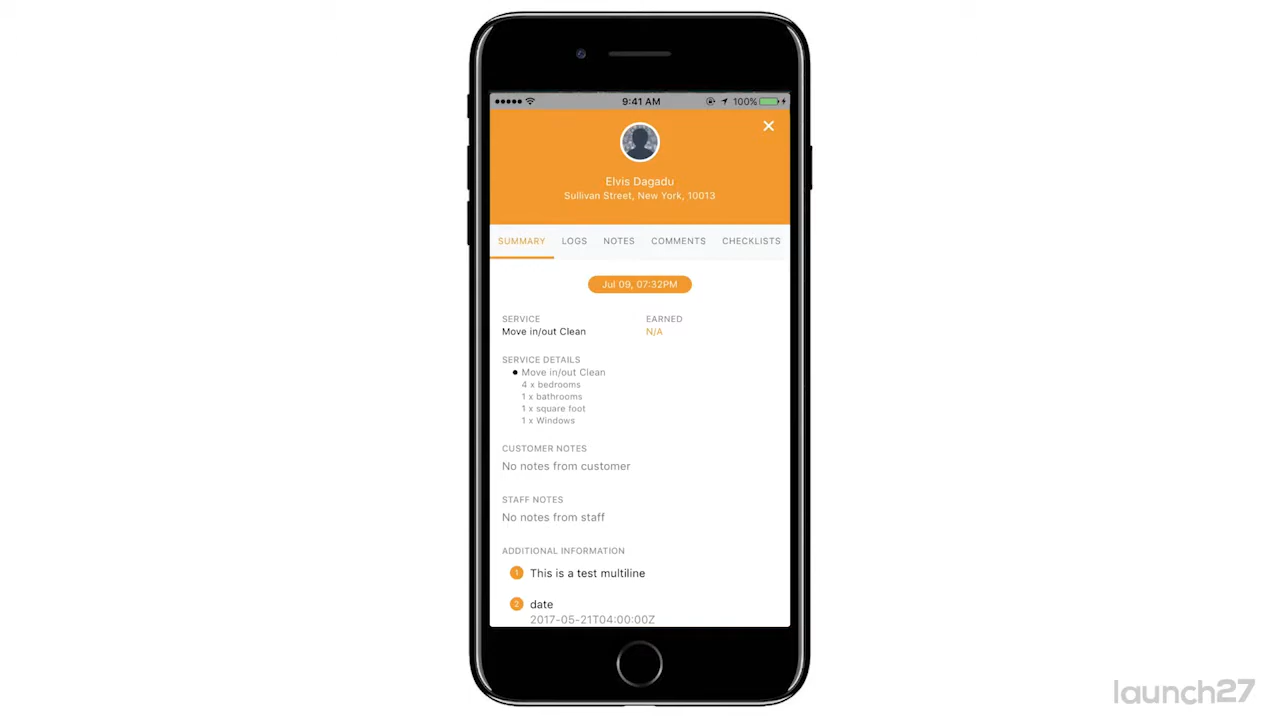 9:41 AM 100%
Elvis Dagadu
Sullivan Street, New York, 10013
SUMMARY LOGS NOTES COMMENTS CHECKLISTS
Jul 09, 07:32PM
SERVICE EARNED
Move in/out Clean N/A
SERVICE DETAILS
Move in/out Clean
4 x bedrooms
1 x bathrooms
1 x square foot
1 x Windows
CUSTOMER NOTES
No notes from customer
STAFF NOTES
No notes from staff
ADDITIONAL INFORMATION
1 This is a test multiline
2 date
2017-05-21T04:00:00Z
launch27